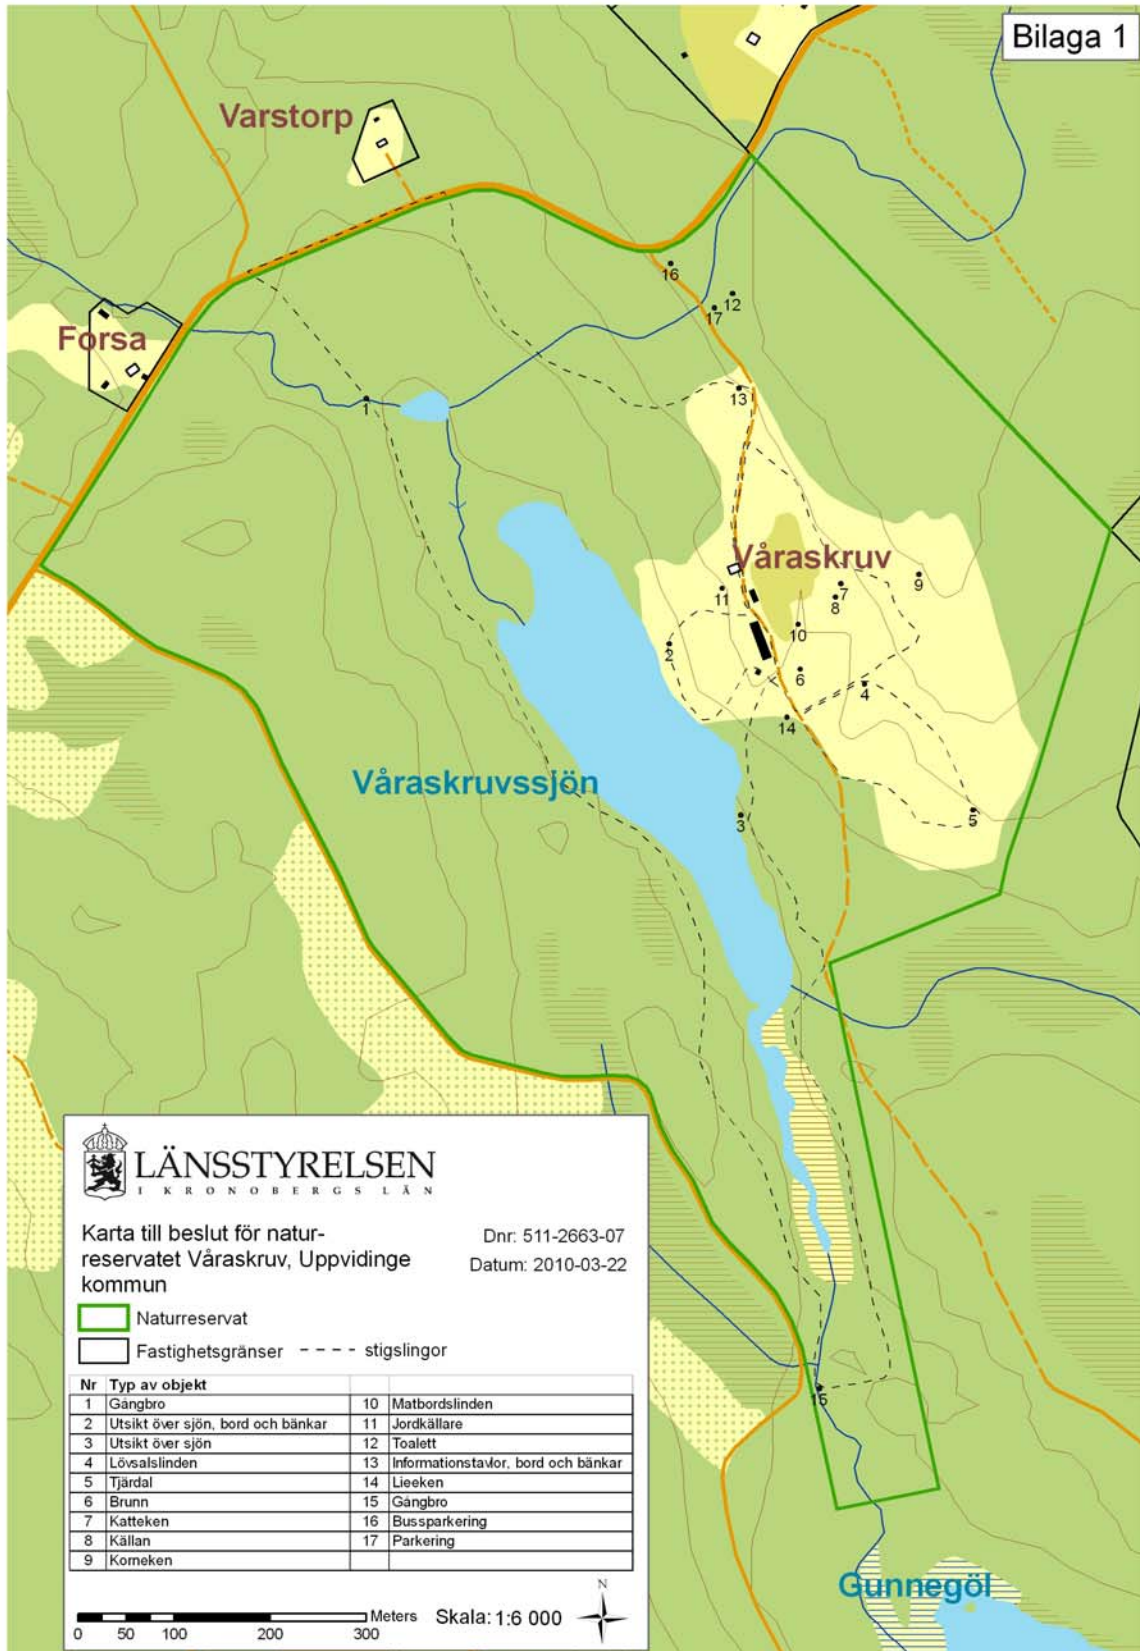 Bilaga 1
Varstorp
Forsa
16
12
17
1
13
Våraskruv
9
7
8
11
10
2
6
4
14
Våraskruvssjön
3
5
15
Gunnegöl
LÄNSSTYRELSEN
I KRONOBERGS LÄN
Karta till beslut för natur-
reservatet Våraskruv, Uppvidinge
kommun
Dnr: 511-2663-07
Datum: 2010-03-22
Naturreservat
Fastighetsgränser stigslingor
Nr Typ av objekt
1 Gångbro 10 Matbordslinden
2 Utsikt över sjön, bord och bänkar 11 Jordkällare
3 Utsikt över sjön 12 Toalett
4 Lövsalslinden 13 Informationstavlor, bord och bänkar
5 Tjärdal 14 Lieeken
6 Brunn 15 Gångbro
7 Katteken 16 Bussparkering
8 Källan 17 Parkering
9 Korneken
N
Meters Skala: 1:6 000
0 50 100 200 300